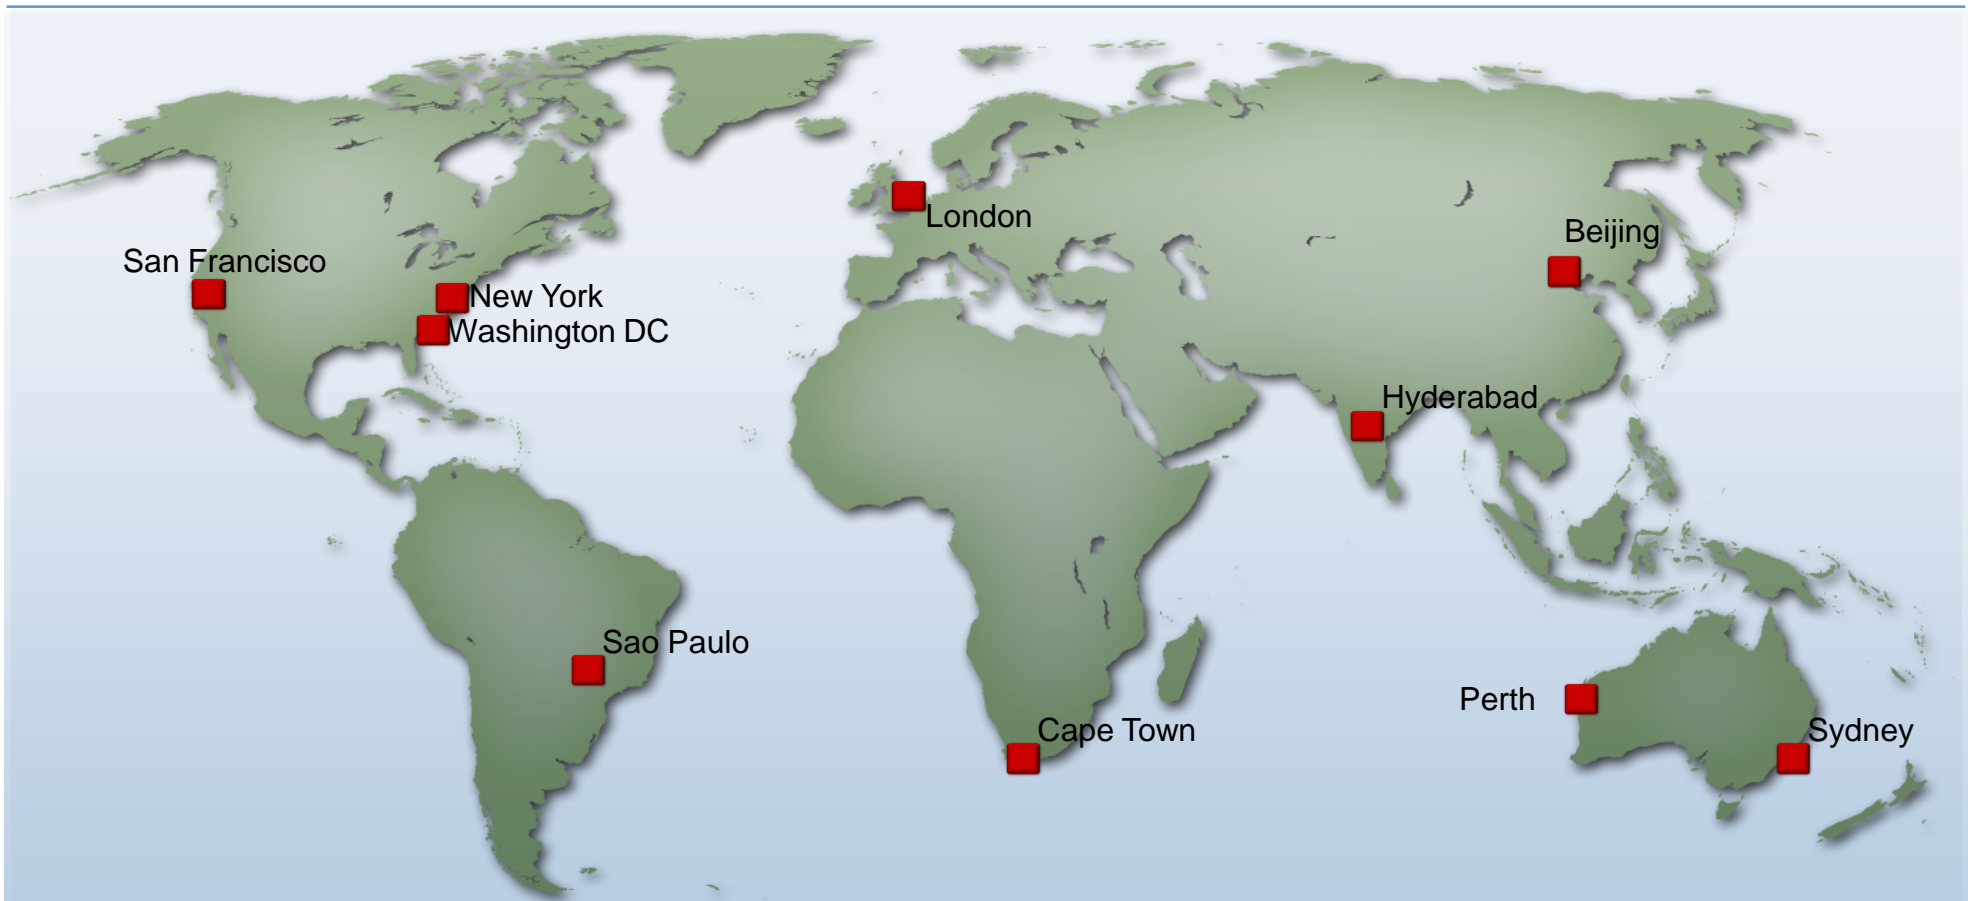 London
Beijing
San Francisco
New York
Washington DC
Hyderabad
Sao Paulo
Perth
Cape Town
Sydney